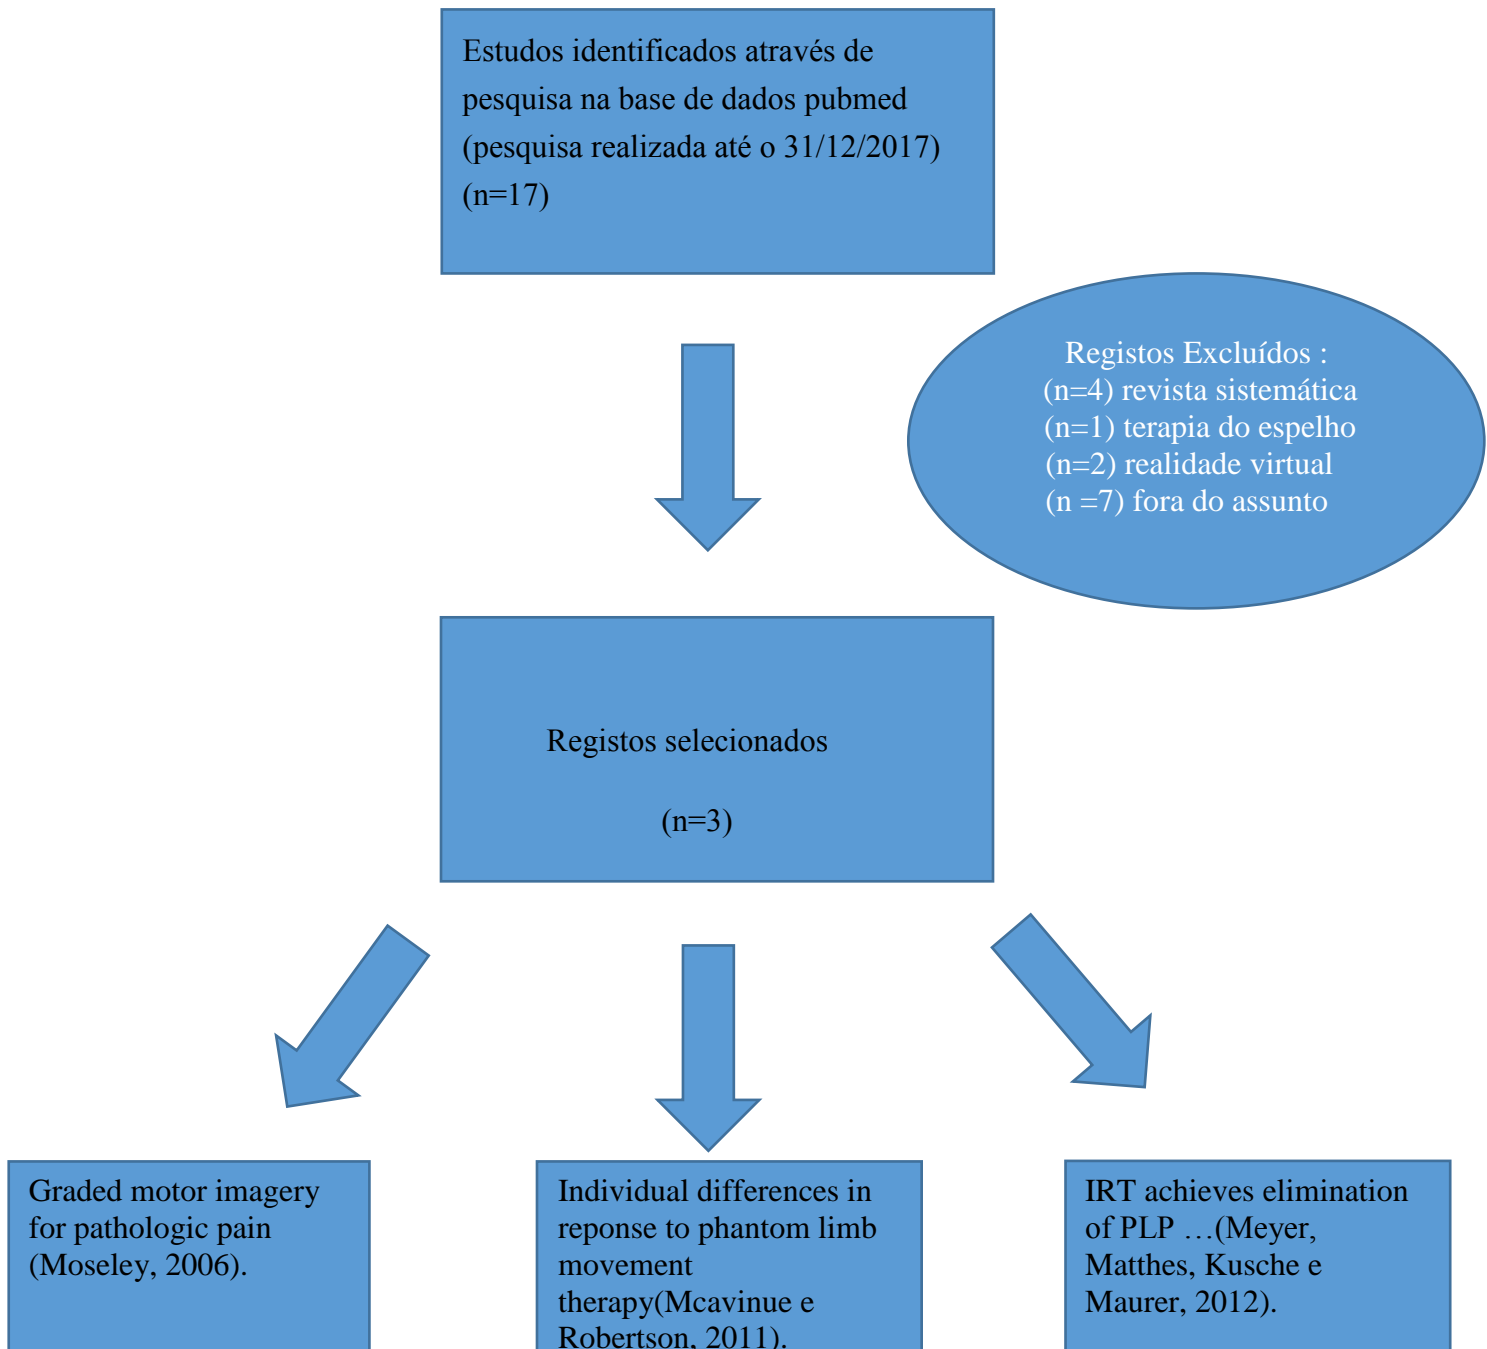 Estudos identificados através de
pesquisa na base de dados pubmed
(pesquisa realizada até o 31/12/2017)
(n=17)
Registos Excluídos :
(n=4) revista sistemática
(n=1) terapia do espelho
(n=2) realidade virtual
(n =7) fora do assunto
Registos selecionados
(n=3)
Graded motor imagery
for pathologic pain
(Moseley, 2006).
Individual differences in
reponse to phantom limb
movement
therapy(Mcavinue e
Robertson, 2011).
IRT achieves elimination
of PLP …(Meyer,
Matthes, Kusche e
Maurer, 2012).